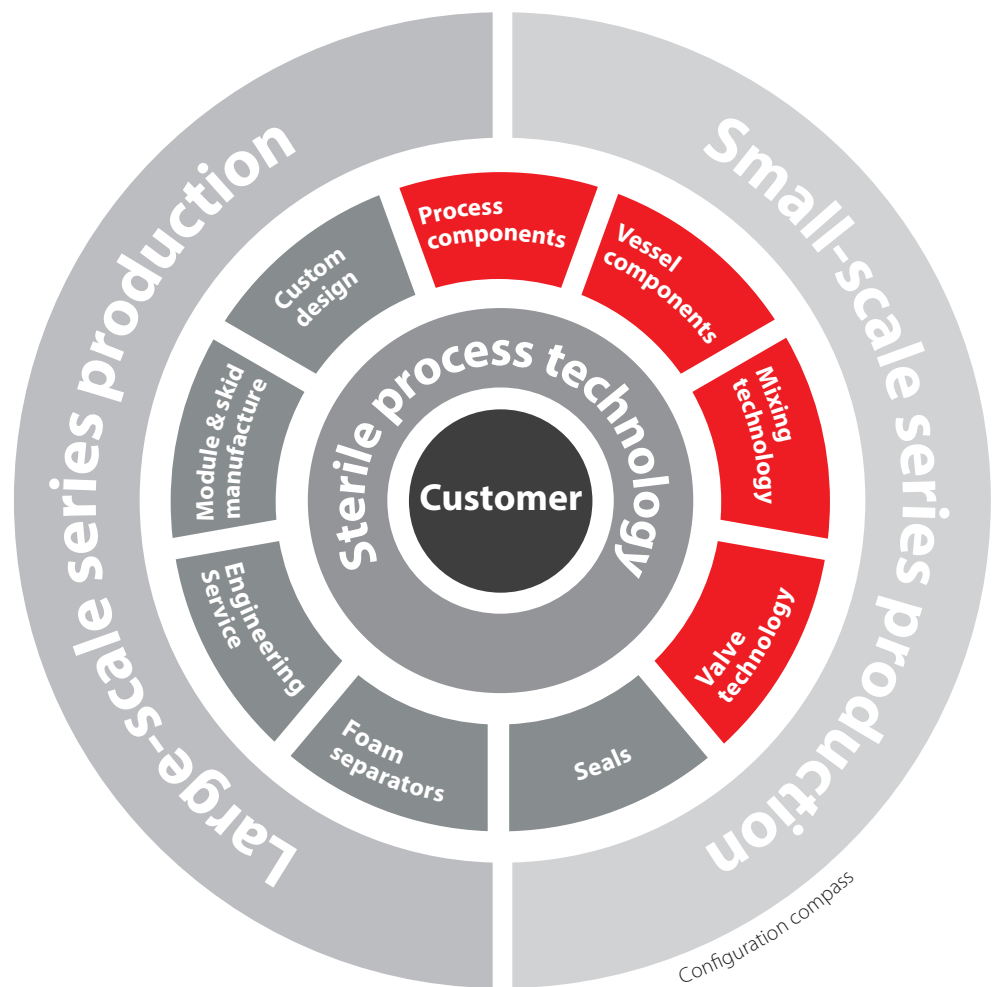 Large-scale series production
Small-scale series production
Process
components
Vessel
components
Mixing
technology
Valve
technology
Seals
Foam
separators
Engineering
Service
Module & skid
manufacture
Custom
design
Sterile process technology
Customer
Configuration compass